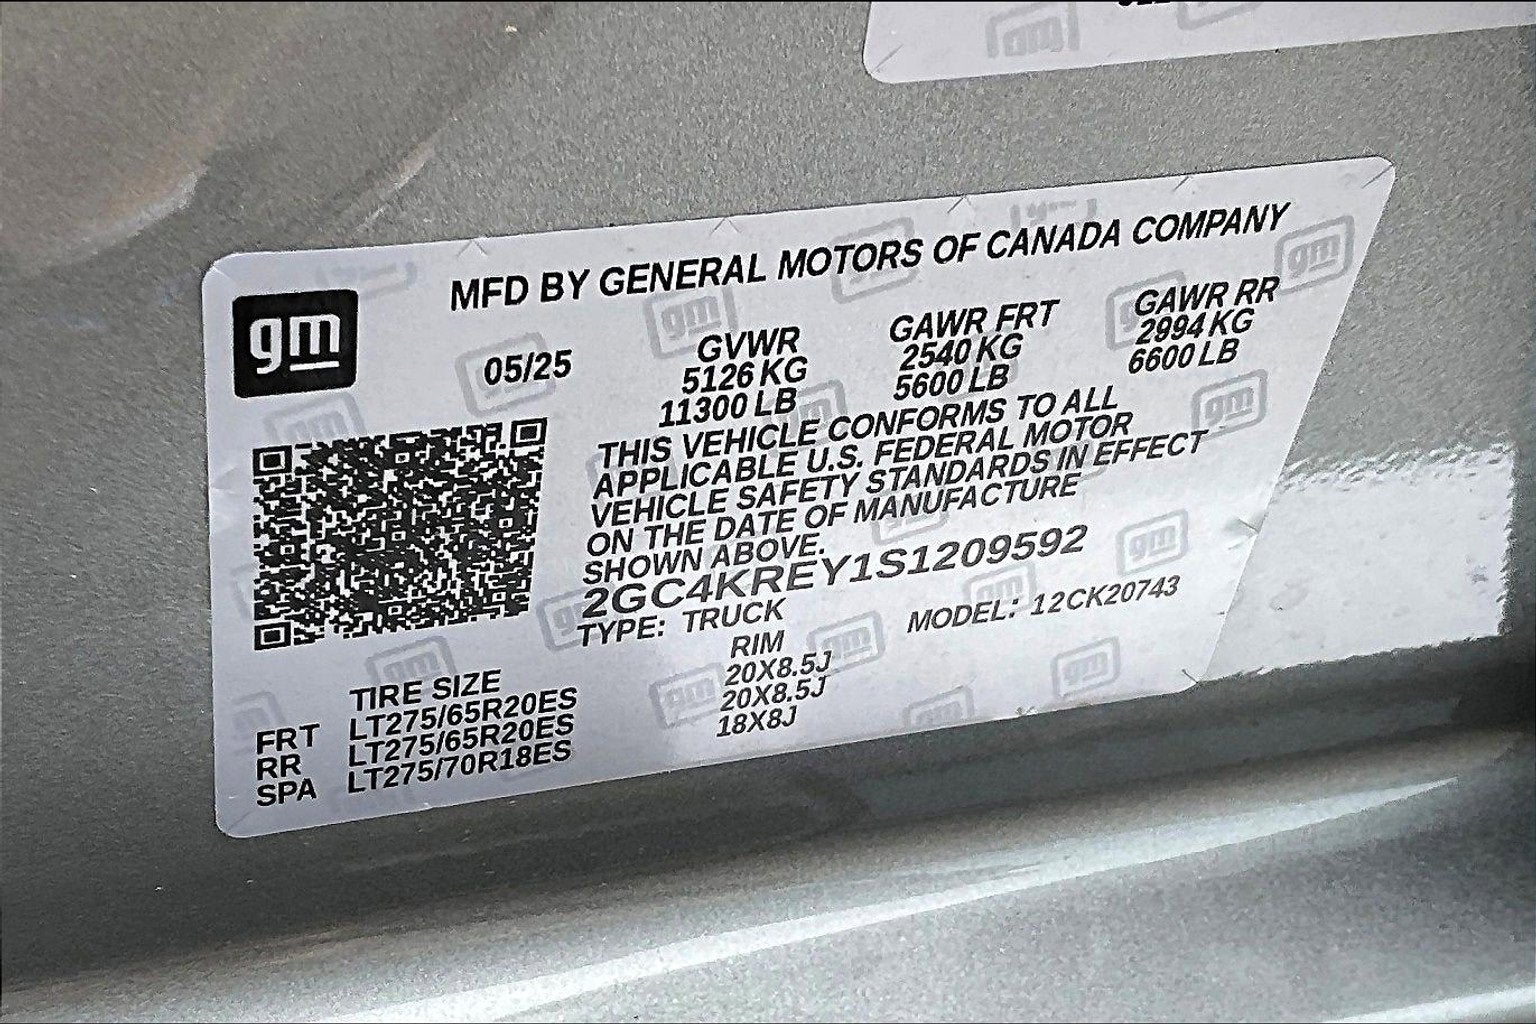 MFD BY GENERAL MOTORS OF CANADA COMPANY
gm
05/25
GVWR GAWR FRT GAWR RR
5126 KG 2540 KG 2994 KG
11300 LB 5600 LB 6600 LB
THIS VEHICLE CONFORMS TO ALL
APPLICABLE U.S. FEDERAL MOTOR
VEHICLE SAFETY STANDARDS IN EFFECT
ON THE DATE OF MANUFACTURE
SHOWN ABOVE.
2GC4KREY1S1209592
TYPE: TRUCK MODEL: 12CK20743
TIRE SIZE RIM
FRT LT275/65R20ES 20X8.5J
RR LT275/65R20ES 20X8.5J
SPA LT275/70R18ES 18X8J